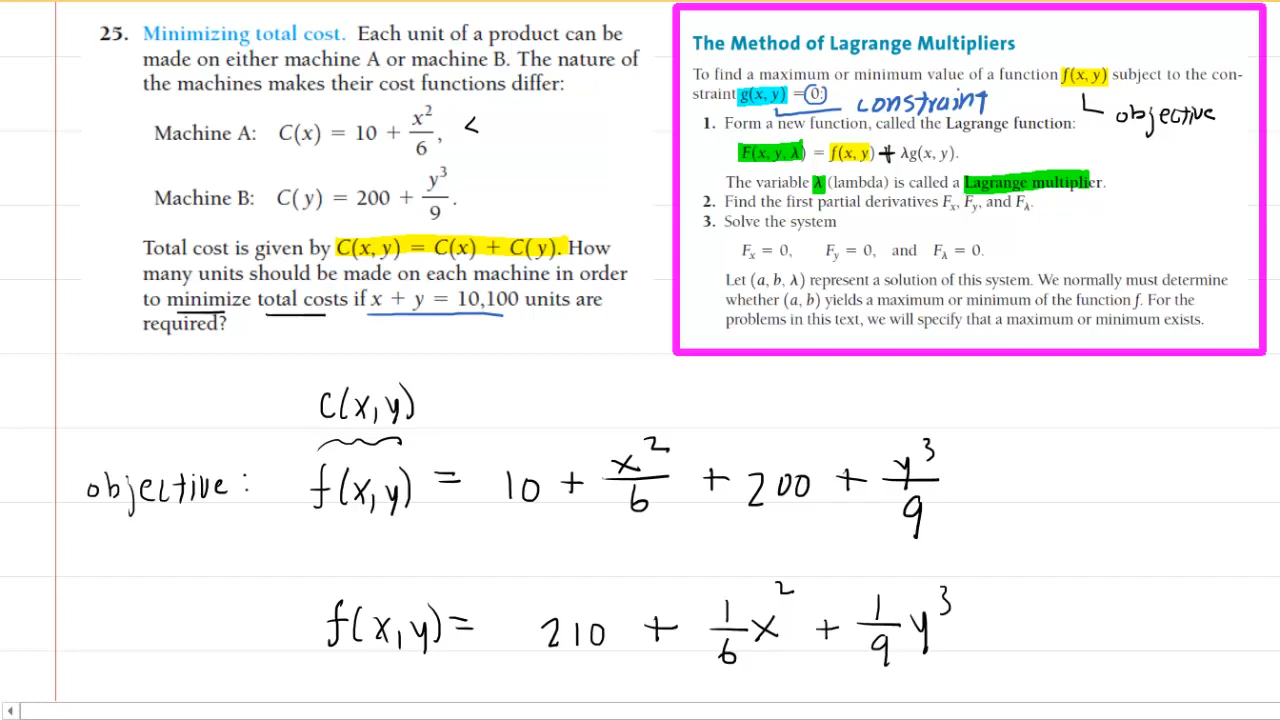 25. Minimizing total cost. Each unit of a product can be
made on either machine A or machine B. The nature of
the machines makes their cost functions differ:
Machine A: C(x) = 10 + x²/6, <
Machine B: C(y) = 200 + y³/9.
Total cost is given by C(x, y) = C(x) + C(y). How
many units should be made on each machine in order
to minimize total costs if x + y = 10,100 units are
required?
The Method of Lagrange Multipliers
To find a maximum or minimum value of a function f(x, y) subject to the con-
straint g(x, y) = 0: constraint
objective
1. Form a new function, called the Lagrange function:
F(x, y, λ) = f(x, y) + λg(x, y).
The variable λ (lambda) is called a Lagrange multiplier.
2. Find the first partial derivatives Fx, Fy, and Fλ.
3. Solve the system
Fx = 0, Fy = 0, and Fλ = 0.
Let (a, b, λ) represent a solution of this system. We normally must determine
whether (a, b) yields a maximum or minimum of the function f. For the
problems in this text, we will specify that a maximum or minimum exists.
C(x,y)
objective: f(x,y) = 10 + x²/6 + 200 + y³/9
f(x,y) = 210 + 1/6 x² + 1/9 y³